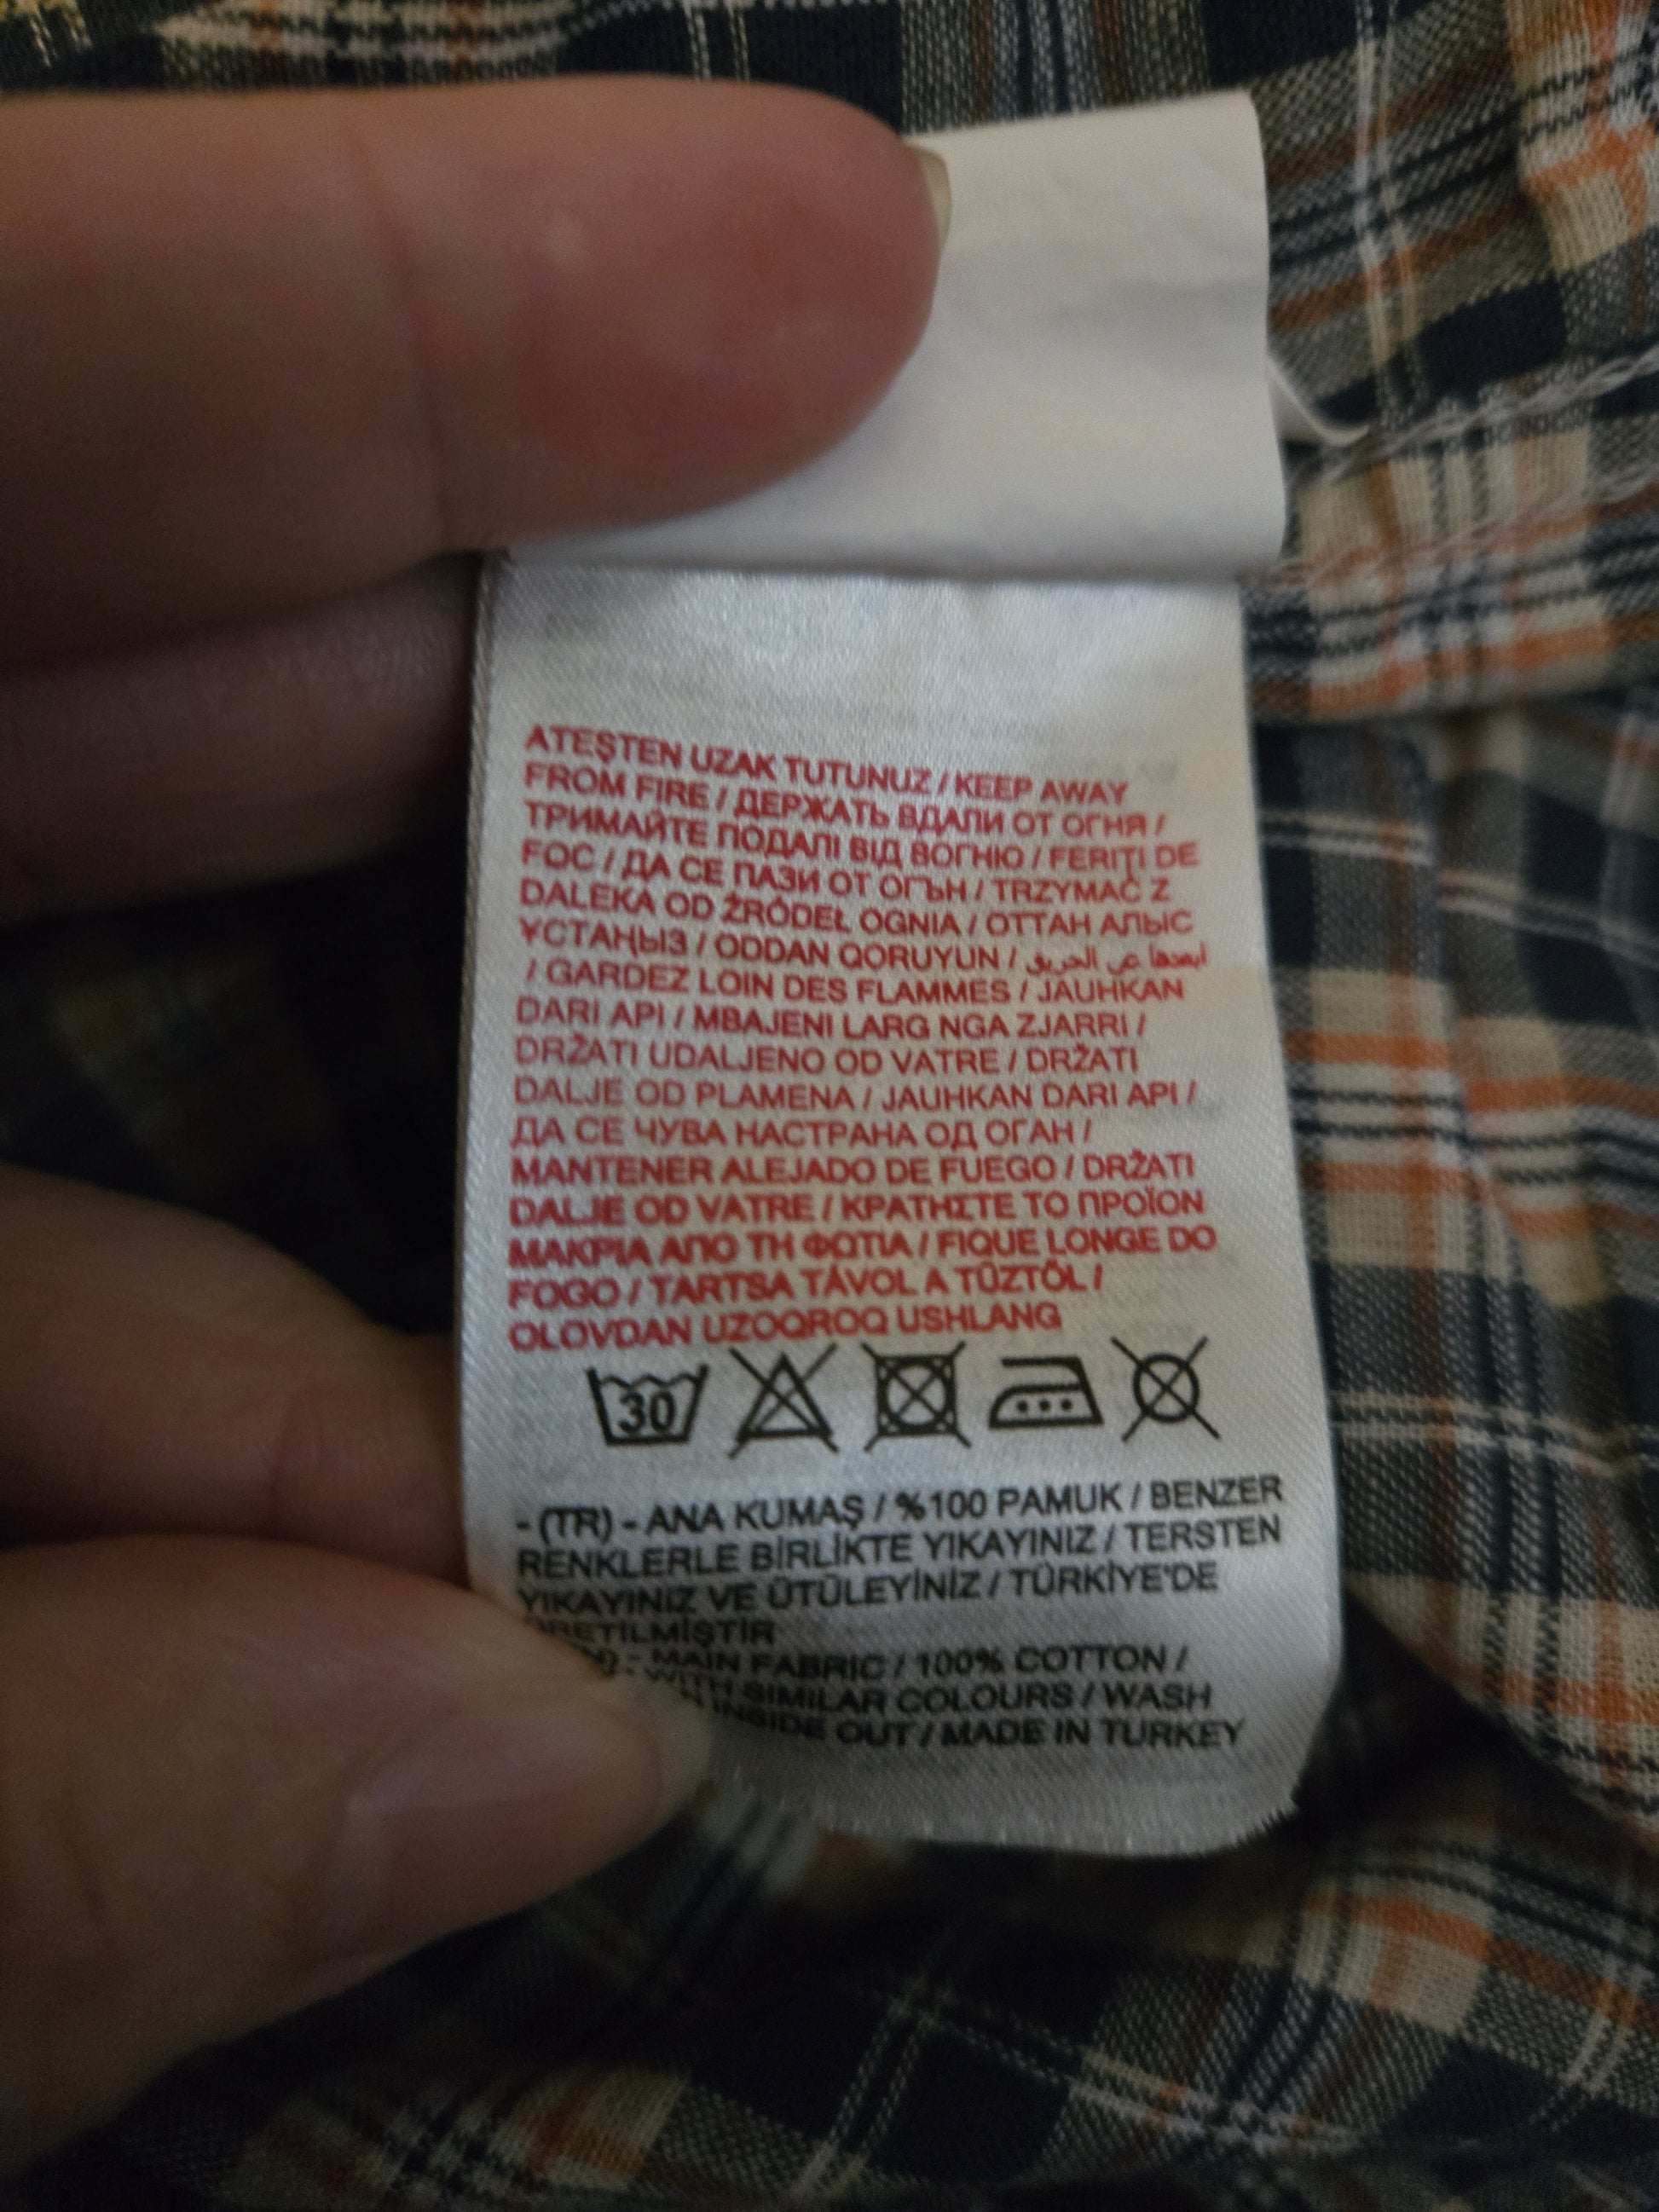 ATEŞTEN UZAK TUTUNUZ / KEEP AWAY
FROM FIRE / ДЕРЖАТЬ ВДАЛИ ОТ ОГНЯ /
ТРИМАЙТЕ ПОДАЛІ ВІД ВОГНЮ / FERIŢI DE
FOC / ДА СЕ ПАЗИ ОТ ОГЪН / TRZYMAĆ Z
DALEKA OD ŹRÓDEŁ OGNIA / ОТТАН АЛЫС
ҰСТАҢЫЗ / ODDAN QORUYUN / ابعدها عن الحريق
/ GARDEZ LOIN DES FLAMMES / JAUHKAN
DARI API / MBAJENI LARG NGA ZJARRI /
DRŽATI UDALJENO OD VATRE / DRŽATI
DALJE OD PLAMENA / JAUHKAN DARI API /
ДА СЕ ЧУВА НАСТРАНА ОД ОГАН /
MANTENER ALEJADO DE FUEGO / DRŽATI
DALJE OD VATRE / ΚΡΑΤΗΣΤΕ ΤΟ ΠΡΟΪΟΝ
ΜΑΚΡΙΑ ΑΠΟ ΤΗ ΦΩΤΙΑ / FIQUE LONGE DO
FOGO / TARTSA TÁVOL A TŰZTŐL /
OLOVDAN UZOQROQ USHLANG
30
- (TR) - ANA KUMAŞ / %100 PAMUK / BENZER
RENKLERLE BİRLİKTE YIKAYINIZ / TERSTEN
YIKAYINIZ VE ÜTÜLEYİNİZ / TÜRKİYE'DE
ÜRETİLMİŞTİR
- MAIN FABRIC / 100% COTTON /
WITH SIMILAR COLOURS / WASH
INSIDE OUT / MADE IN TURKEY